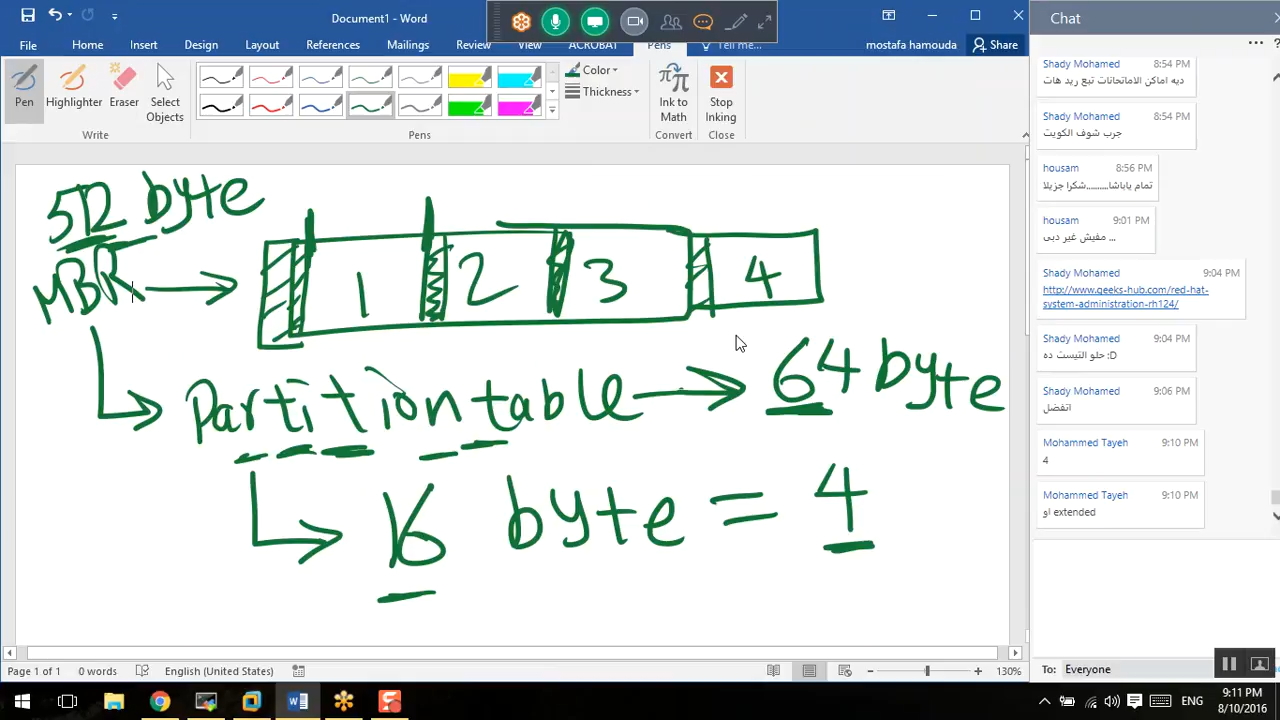 Document1 - Word
Chat
File Home Insert Design Layout References Mailings Review View ACROBAT Pens Tell me... mostafa hamouda Share
Pen Highlighter Eraser Select Objects
Color
Thickness
Ink to Math
Stop Inking
Write Pens Convert Close
512 byte
MBR
1 2 3 4
Partition table 64 byte
16 byte = 4
Shady Mohamed 8:54 PM
ديه اماكن الامتحانات تبع ريد هات
Shady Mohamed 8:54 PM
جرب شوف الكويت
housam 8:56 PM
تمام ياباشا.........شكرا جزيلا
housam 9:01 PM
مفيش غير دبى ...
Shady Mohamed 9:04 PM
http://www.geeks-hub.com/red-hat-
system-administration-rh124/
Shady Mohamed 9:04 PM
حلو التيست ده :D
Shady Mohamed 9:06 PM
اتفضل
Mohammed Tayeh 9:10 PM
4
Mohammed Tayeh 9:10 PM
او extended
To: Everyone
Page 1 of 1 0 words English (United States) 130%
ENG
9:11 PM
8/10/2016